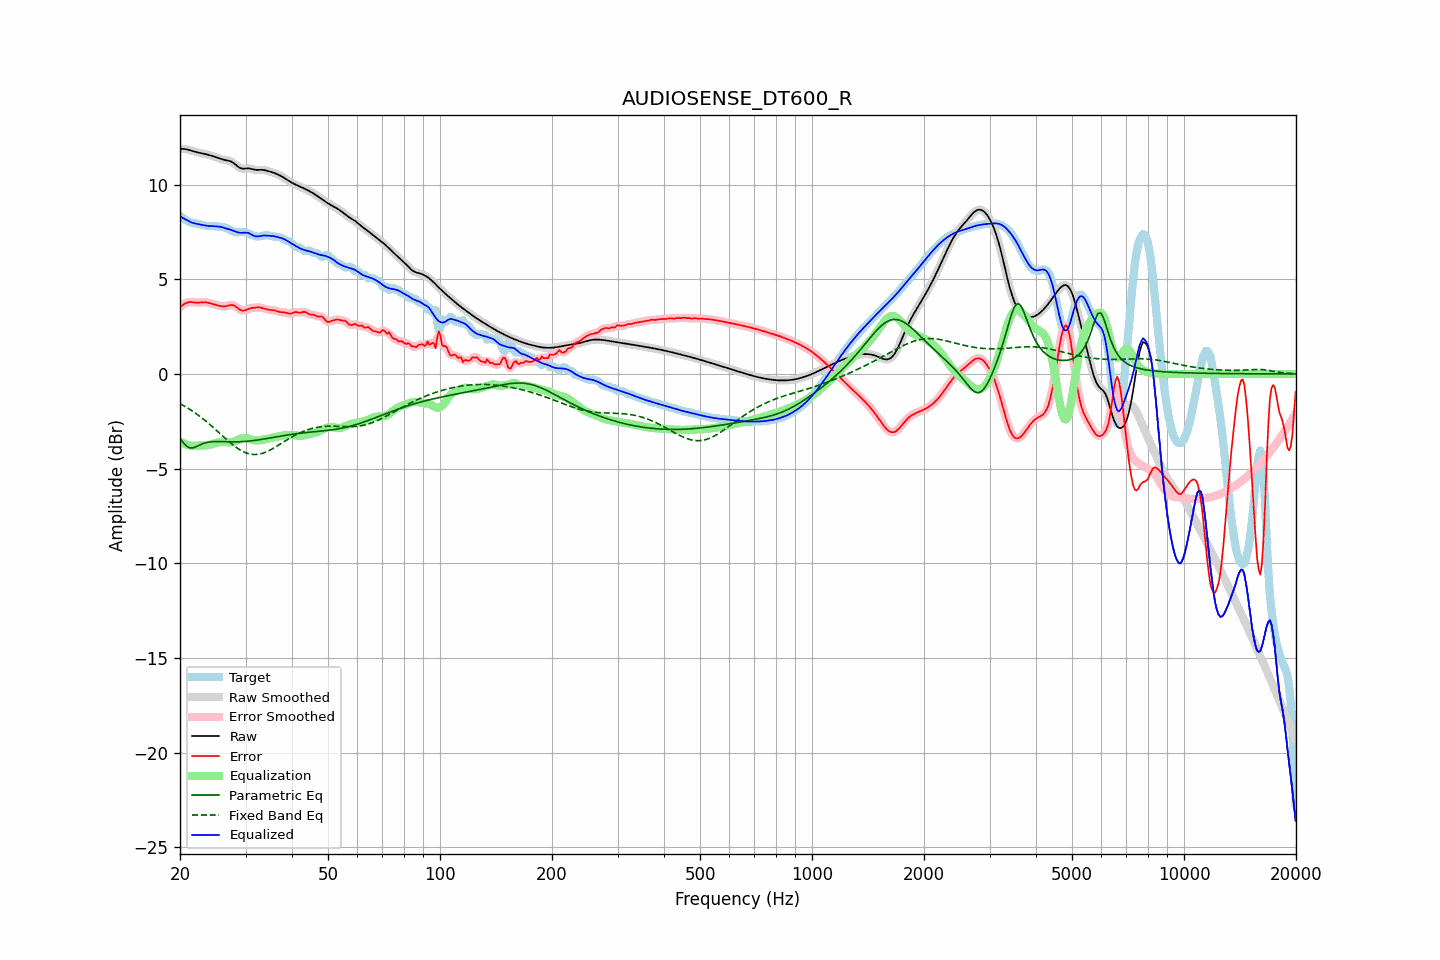 AUDIOSENSE_DT600_R
Amplitude (dBr)
10
5
0
−5
−10
−15
−20
−25
Target
Raw Smoothed
Error Smoothed
Raw
Error
Equalization
Parametric Eq
Fixed Band Eq
Equalized
20 50 100 200 500 1000 2000 5000 10000 20000
Frequency (Hz)